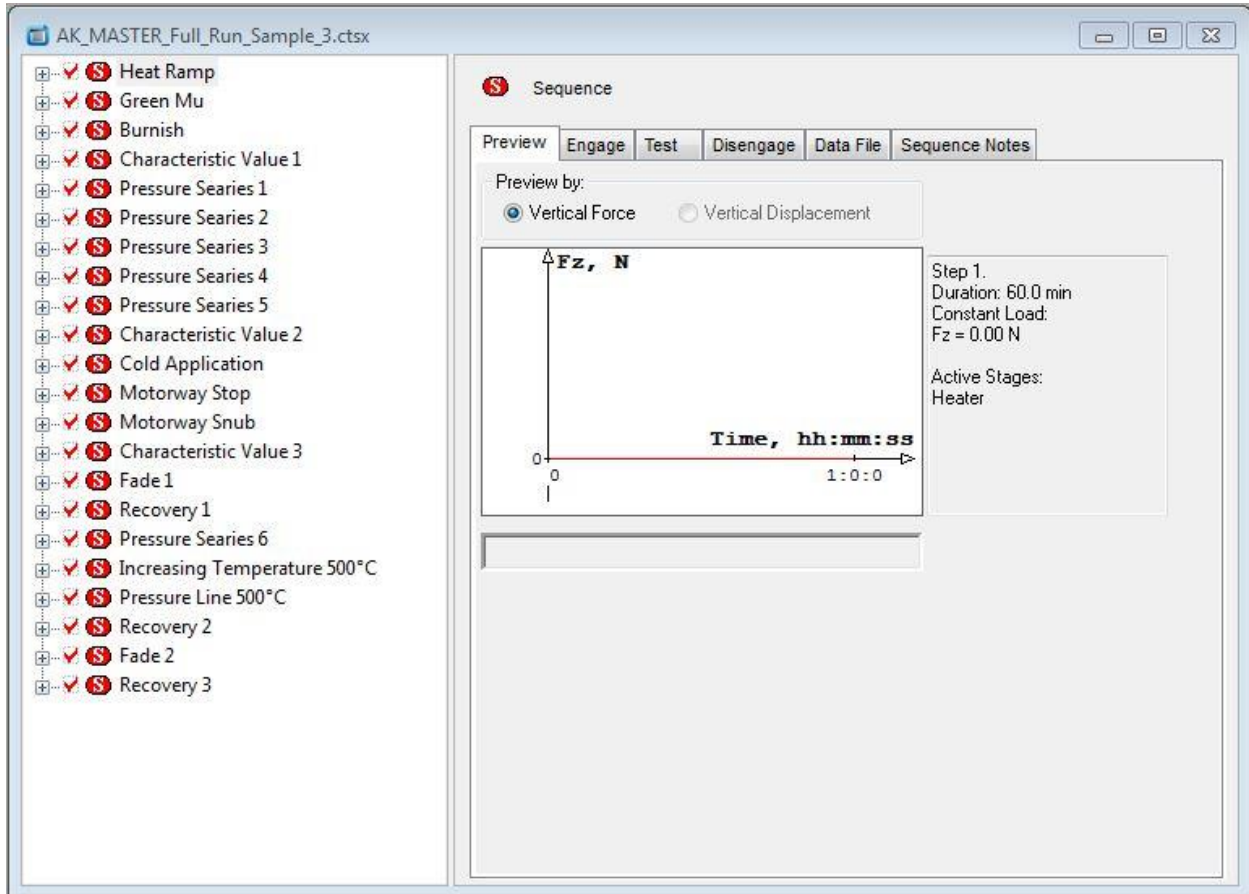 AK_MASTER_Full_Run_Sample_3.ctsx
S Heat Ramp
S Green Mu
S Burnish
S Characteristic Value 1
S Pressure Searies 1
S Pressure Searies 2
S Pressure Searies 3
S Pressure Searies 4
S Pressure Searies 5
S Characteristic Value 2
S Cold Application
S Motorway Stop
S Motorway Snub
S Characteristic Value 3
S Fade 1
S Recovery 1
S Pressure Searies 6
S Increasing Temperature 500°C
S Pressure Line 500°C
S Recovery 2
S Fade 2
S Recovery 3
S Sequence
Preview Engage Test Disengage Data File Sequence Notes
Preview by:
Vertical Force Vertical Displacement
Fz, N
Time, hh:mm:ss
0
0 1:0:0
Step 1.
Duration: 60.0 min
Constant Load:
Fz = 0.00 N
Active Stages:
Heater